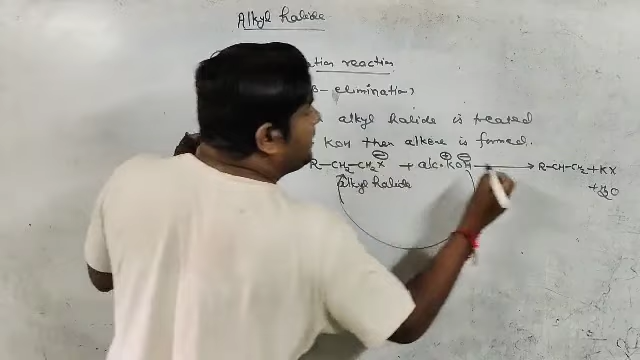 Alkyl halide
ation reaction
β- elimination)
alkyl halide is treated
KOH then alkene is formed.
R-CH₂-CH₂X + alc. KOH → R-CH-CH₂ + KX
+ H₂O
alkyl halide